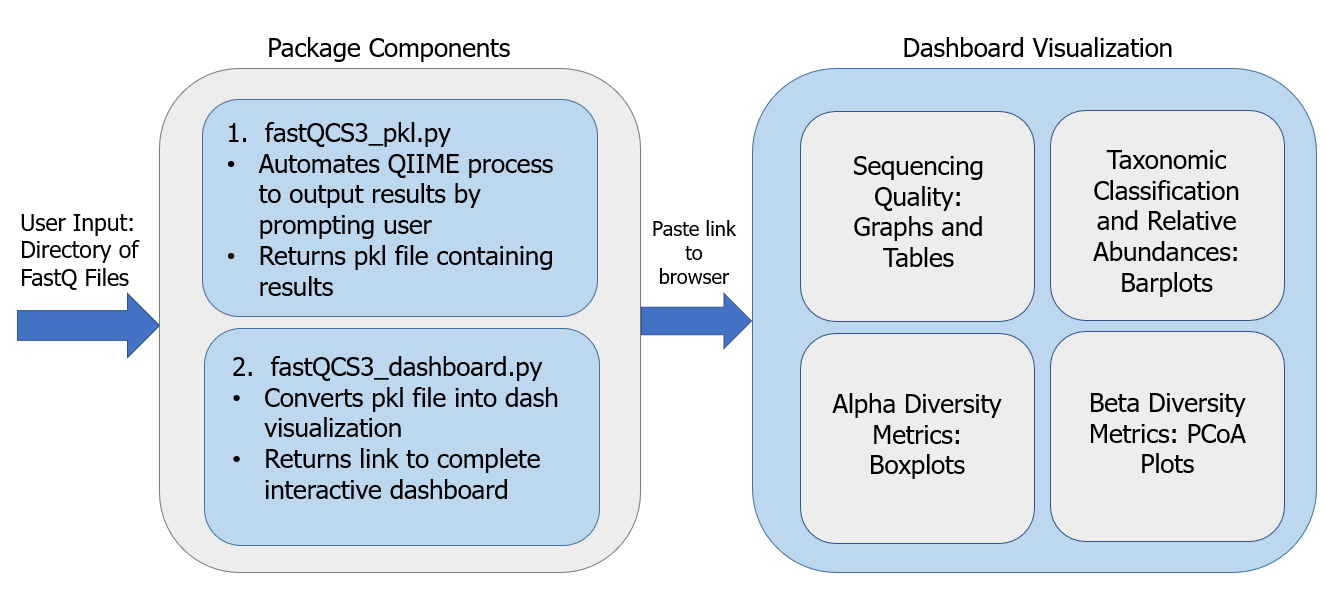 Package Components
Dashboard Visualization
User Input:
Directory of
FastQ Files
1. fastQCS3_pkl.py
• Automates QIIME process
to output results by
prompting user
• Returns pkl file containing
results
2. fastQCS3_dashboard.py
• Converts pkl file into dash
visualization
• Returns link to complete
interactive dashboard
Paste link
to
browser
Sequencing
Quality:
Graphs and
Tables
Taxonomic
Classification
and Relative
Abundances:
Barplots
Alpha Diversity
Metrics:
Boxplots
Beta Diversity
Metrics: PCoA
Plots